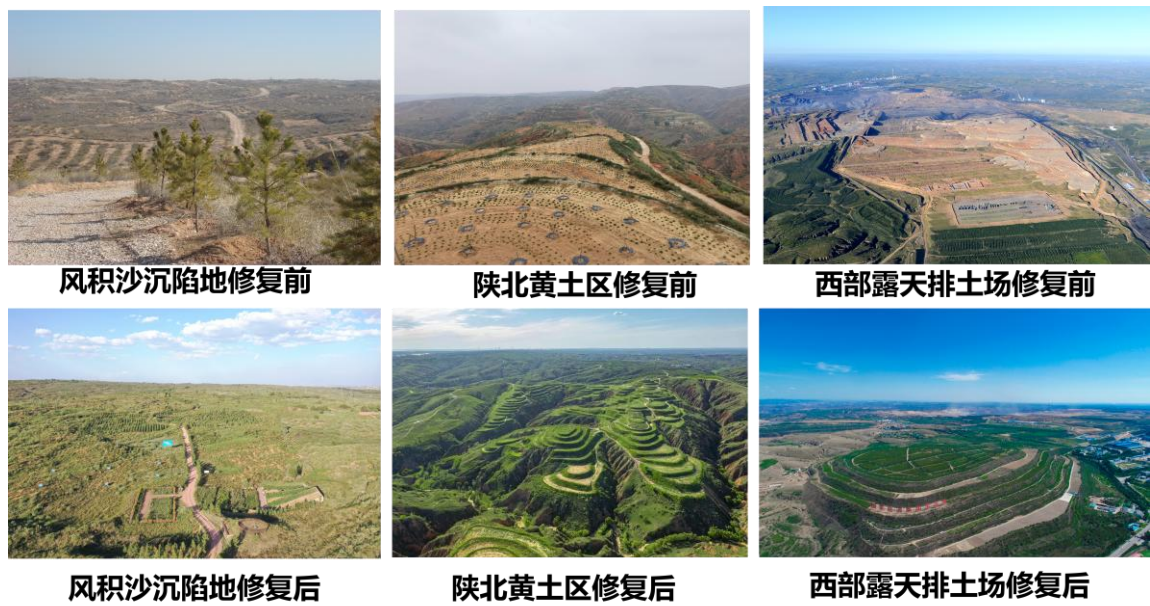 风积沙沉陷地修复前
陕北黄土区修复前
西部露天排土场修复前
风积沙沉陷地修复后
陕北黄土区修复后
西部露天排土场修复后